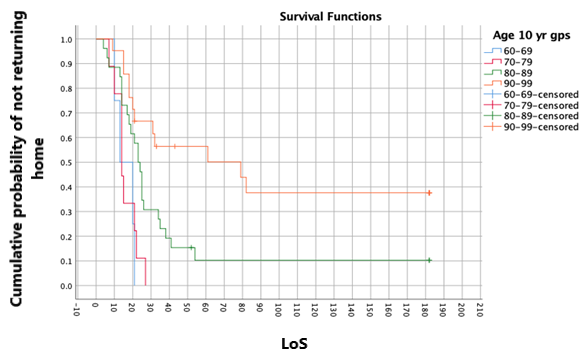 Survival Functions
Age 10 yr gps
60-69
70-79
80-89
90-99
60-69-censored
70-79-censored
80-89-censored
90-99-censored
Cumulative probability of not returning
home
1.0
0.9
0.8
0.7
0.6
0.5
0.4
0.3
0.2
0.1
0.0
-10 0 10 20 30 40 50 60 70 80 90 100 110 120 130 140 150 160 170 180 190 200 210
LoS